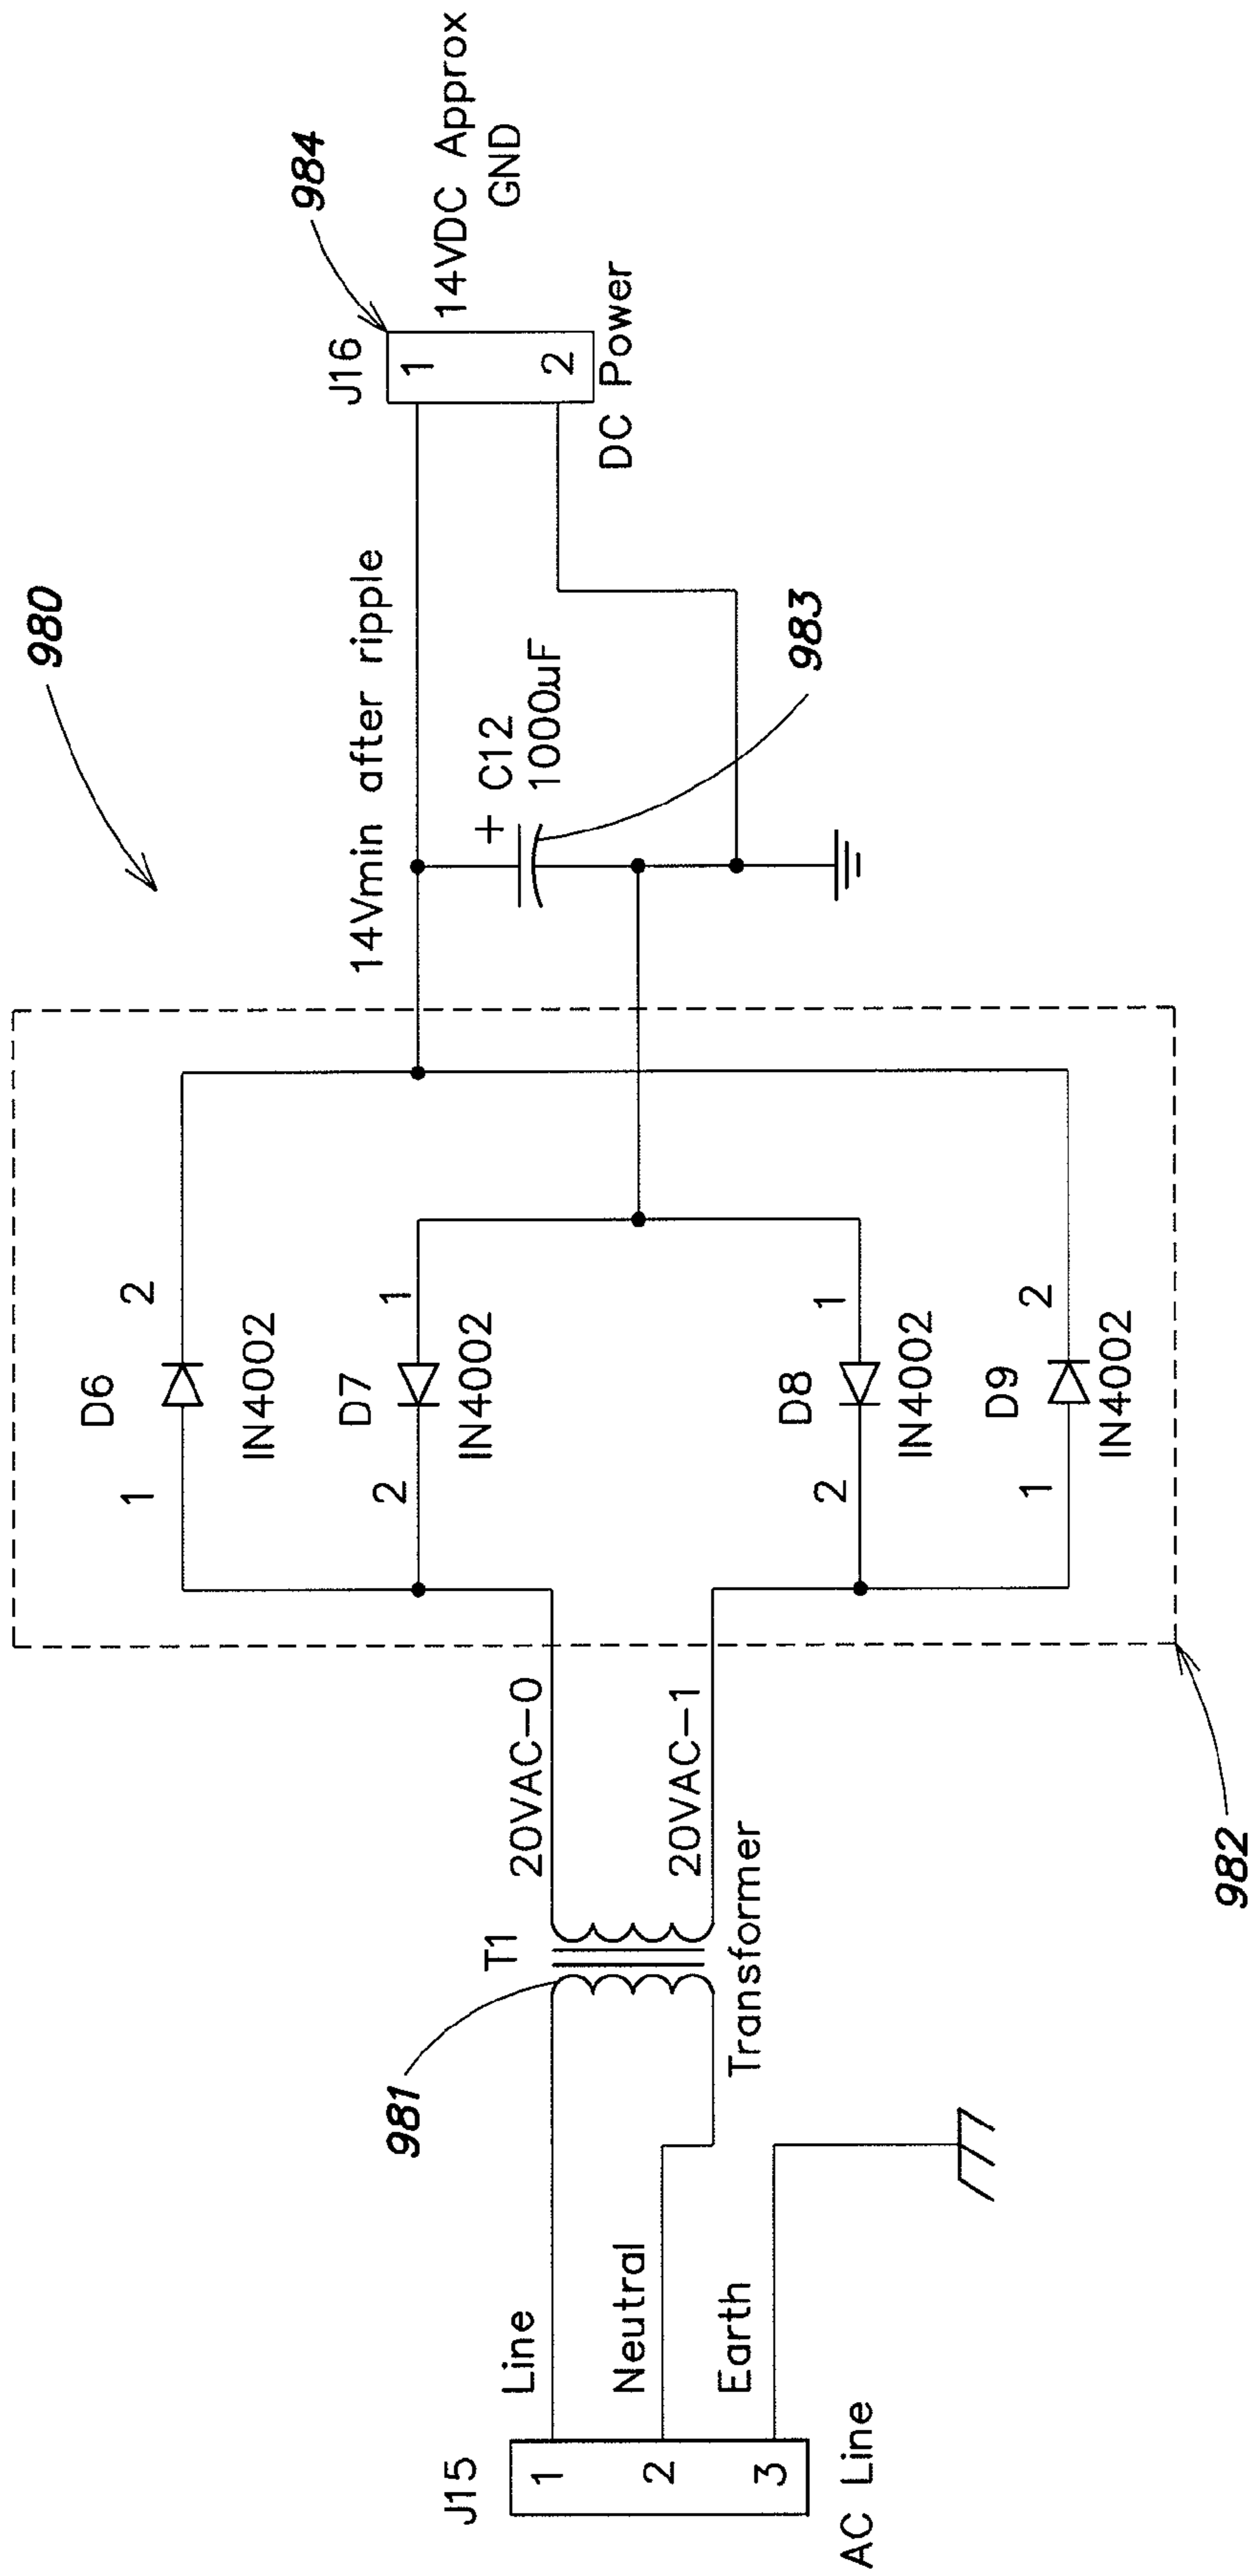 980
982
D6
1
2
IN4002
D7
2
1
IN4002
D8
2
1
IN4002
D9
1
2
IN4002
J15
1
2
3
AC Line
Line
Neutral
Earth
981
T1
Transformer
20VAC-0
20VAC-1
14Vmin after ripple
+
C12
1000µF
983
984
J16
1
2
DC Power
14VDC Approx
GND